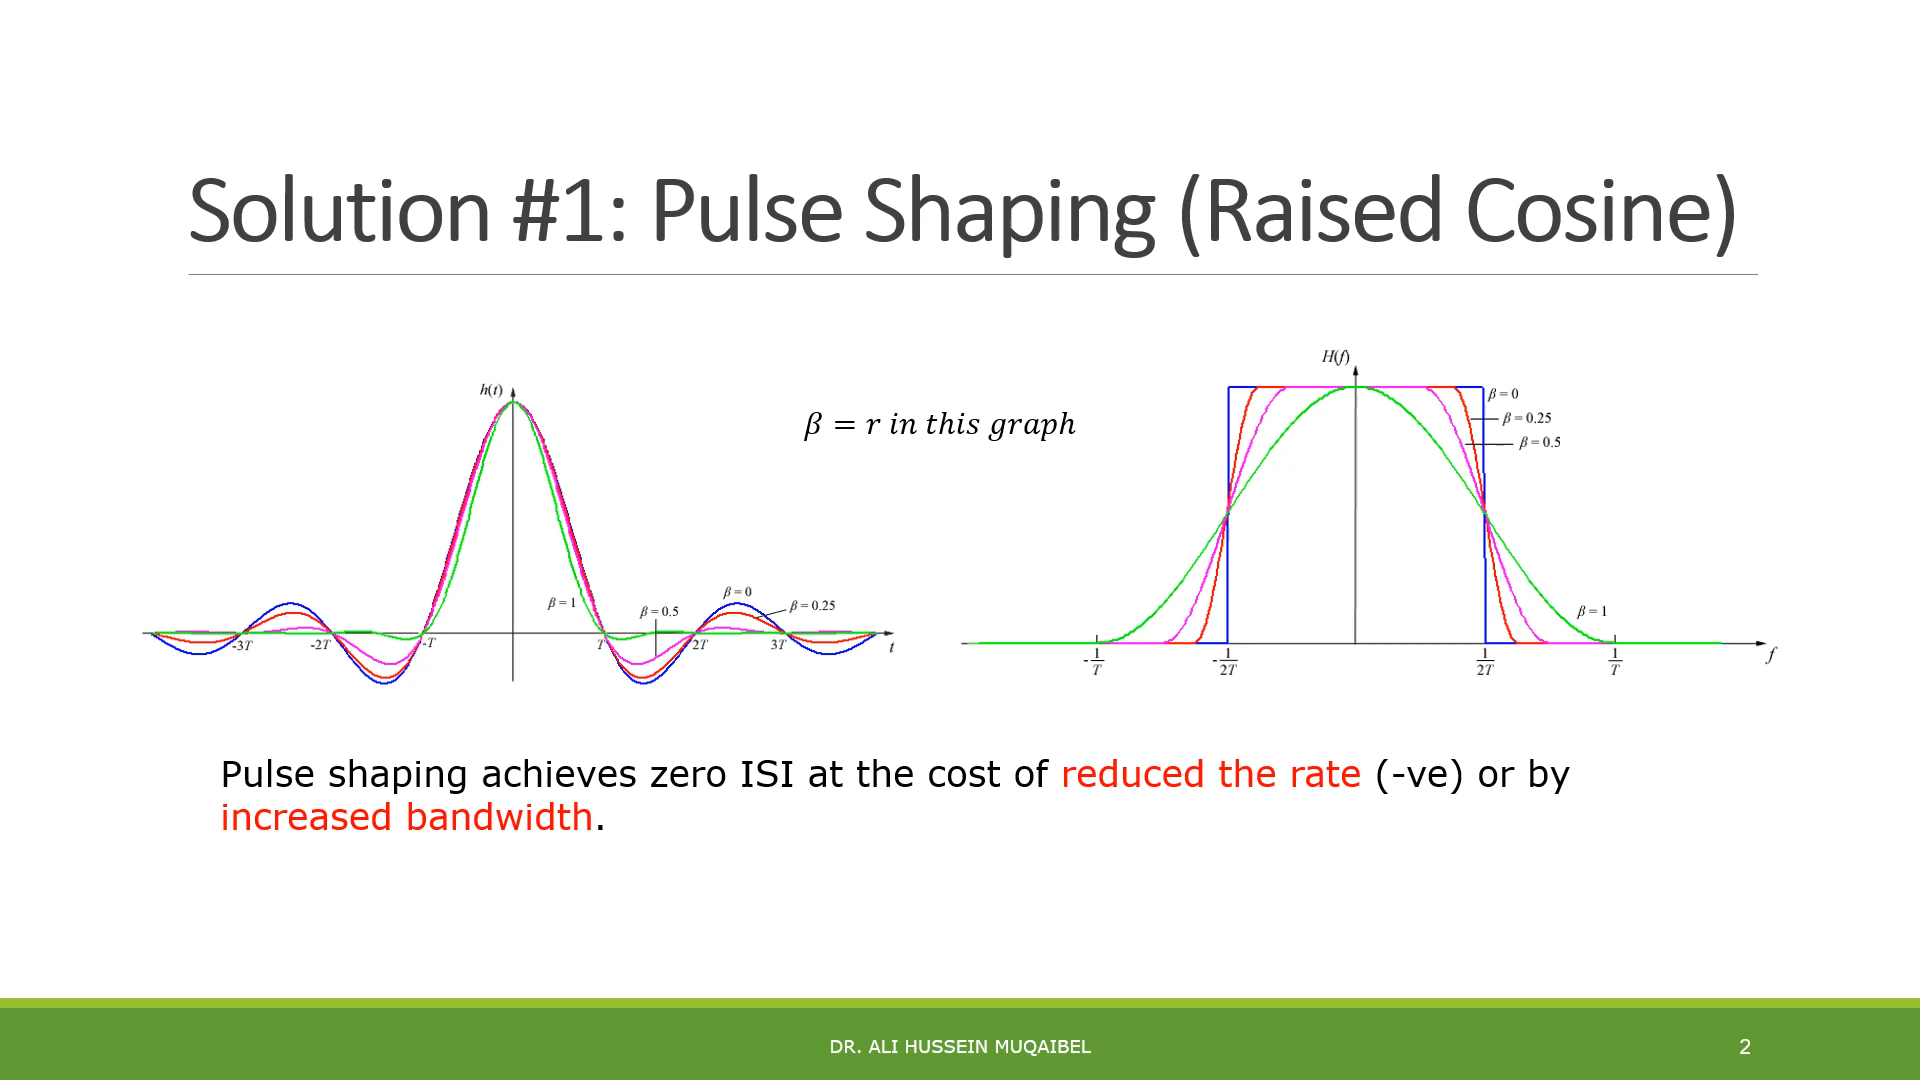 Solution #1: Pulse Shaping (Raised Cosine)
h(t)
β = r in this graph
β = 1
β = 0.5
β = 0
β = 0.25
-3T
-2T
-T
T
2T
3T
t
H(f)
β = 0
β = 0.25
β = 0.5
β = 1
-1/T
-1/2T
1/2T
1/T
f
Pulse shaping achieves zero ISI at the cost of reduced the rate (-ve) or by
increased bandwidth.
DR. ALI HUSSEIN MUQAIBEL
2